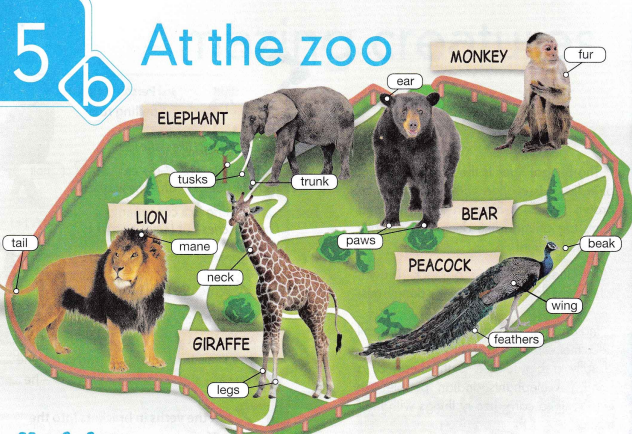 5
b
At the zoo
MONKEY
fur
ear
ELEPHANT
tusks
trunk
LION
mane
tail
BEAR
paws
neck
PEACOCK
beak
wing
feathers
GIRAFFE
legs